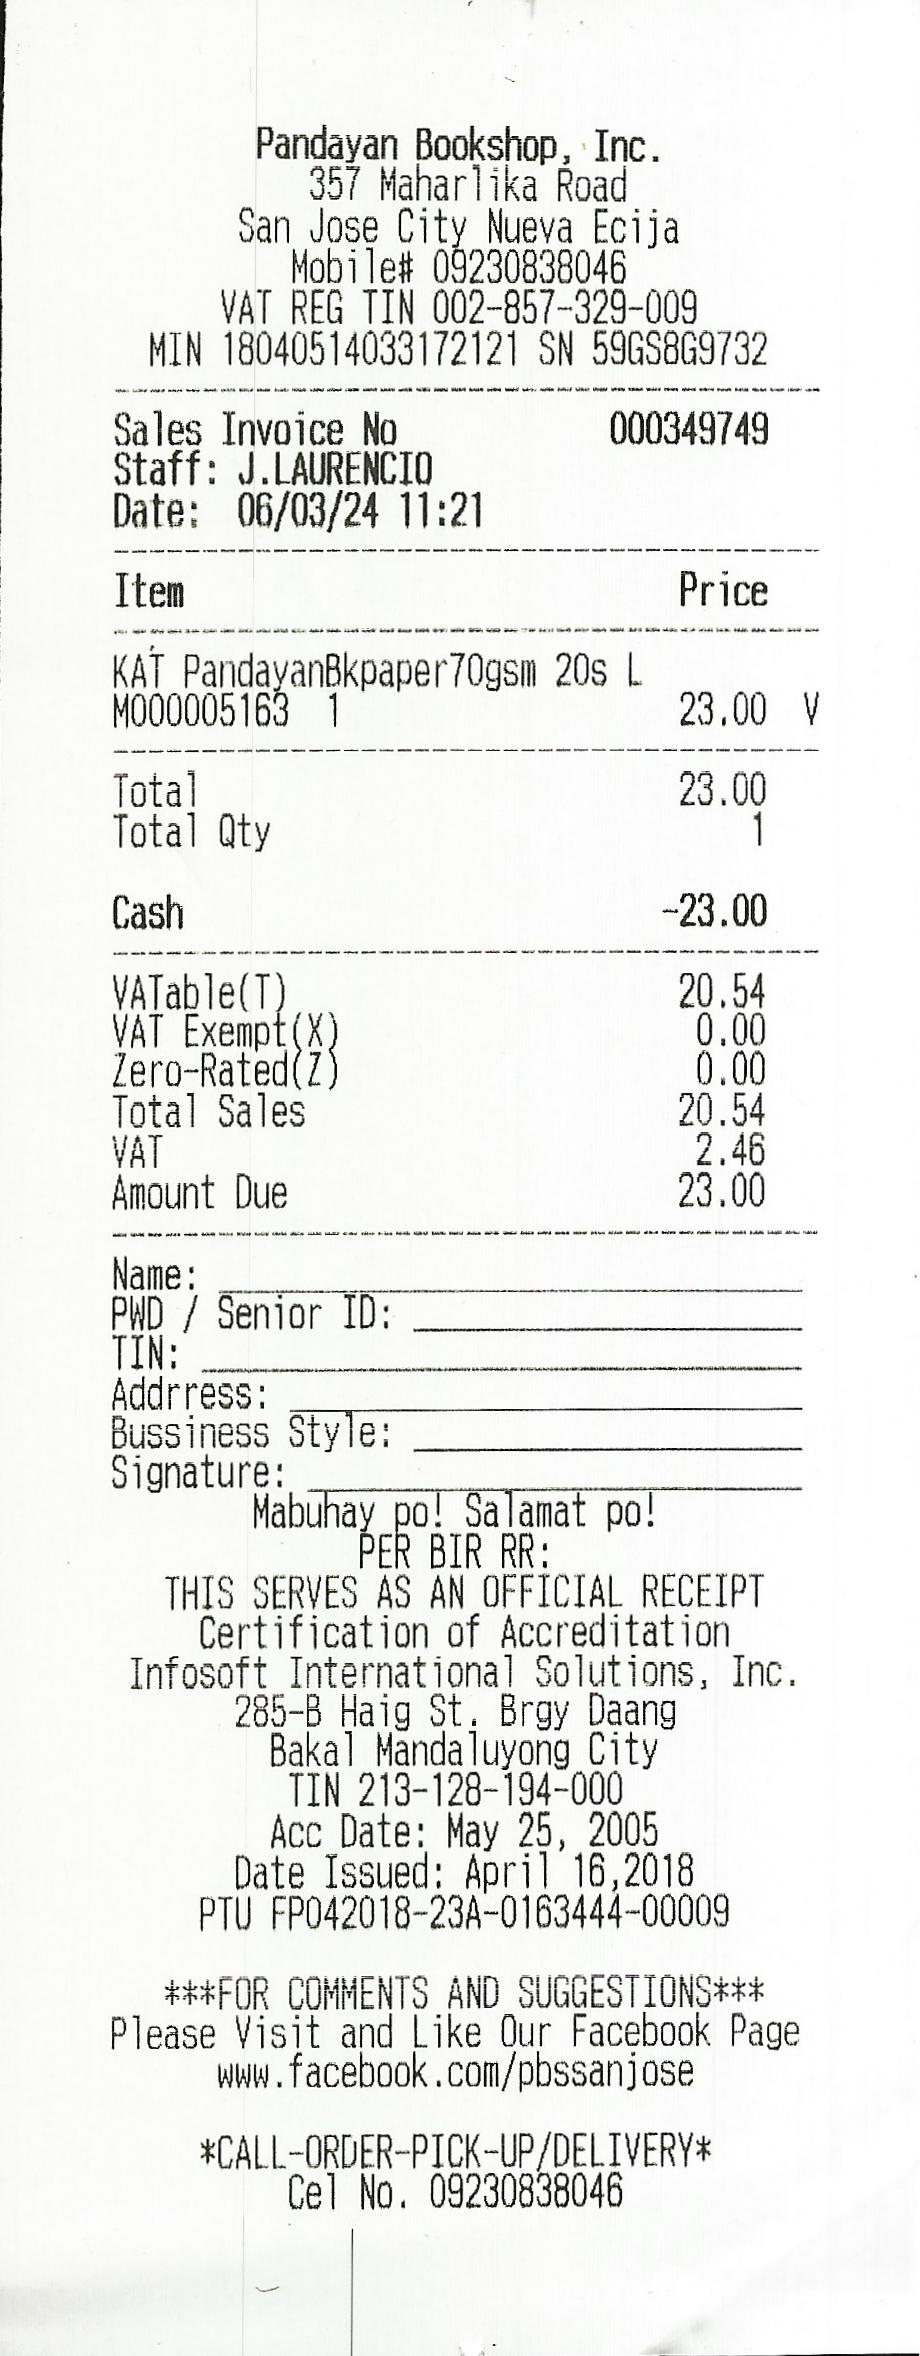 Pandayan Bookshop, Inc.
357 Maharlika Road
San Jose City Nueva Ecija
Mobile# 09230838046
VAT REG TIN 002-857-329-009
MIN 18040514033172121 SN 59GS8G9732
Sales Invoice No 000349749
Staff: J.LAURENCIO
Date: 06/03/24 11:21
Item Price
KAT PandayanBkpaper70gsm 20s L
M000005163 1 23.00 V
Total 23.00
Total Qty 1
Cash -23.00
VATable(T) 20.54
VAT Exempt(X) 0.00
Zero-Rated(Z) 0.00
Total Sales 20.54
VAT 2.46
Amount Due 23.00
Name:
PWD / Senior ID:
TIN:
Addrress:
Bussiness Style:
Signature:
Mabuhay po! Salamat po!
PER BIR RR:
THIS SERVES AS AN OFFICIAL RECEIPT
Certification of Accreditation
Infosoft International Solutions, Inc.
285-B Haig St. Brgy Daang
Bakal Mandaluyong City
TIN 213-128-194-000
Acc Date: May 25, 2005
Date Issued: April 16,2018
PTU FP042018-23A-0163444-00009
***FOR COMMENTS AND SUGGESTIONS***
Please Visit and Like Our Facebook Page
www.facebook.com/pbssanjose
*CALL-ORDER-PICK-UP/DELIVERY*
Cel No. 09230838046